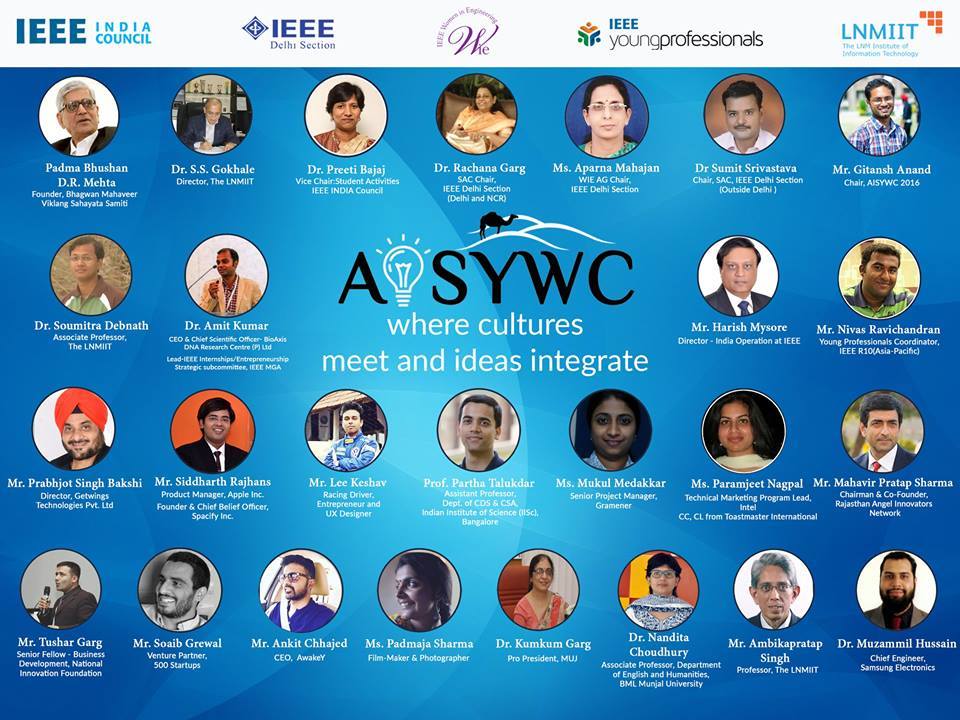 IEEE INDIA
COUNCIL
IEEE
Delhi Section
IEEE Women in Engineering
Wie
IEEE
youngprofessionals
LNMIIT
The LNM Institute of
Information Technology
Padma Bhushan
D.R. Mehta
Founder, Bhagwan Mahaveer
Viklang Sahayata Samiti
Dr. S.S. Gokhale
Director, The LNMIIT
Dr. Preeti Bajaj
Vice Chair:Student Activities
IEEE INDIA Council
Dr. Rachana Garg
SAC Chair,
IEEE Delhi Section
(Delhi and NCR)
Ms. Aparna Mahajan
WIE AG Chair,
IEEE Delhi Section
Dr Sumit Srivastava
Chair, SAC, IEEE Delhi Section
(Outside Delhi )
Mr. Gitansh Anand
Chair, AISYWC 2016
AISYWC
where cultures
meet and ideas integrate
Dr. Soumitra Debnath
Associate Professor,
The LNMIIT
Dr. Amit Kumar
CEO & Chief Scientific Officer- BioAxis
DNA Research Centre (P) Ltd
Lead-IEEE Internships/Entrepreneurship
Strategic subcommittee, IEEE MGA
Mr. Harish Mysore
Director - India Operation at IEEE
Mr. Nivas Ravichandran
Young Professionals Coordinator,
IEEE R10(Asia-Pacific)
Mr. Prabhjot Singh Bakshi
Director, Getwings
Technologies Pvt. Ltd
Mr. Siddharth Rajhans
Product Manager, Apple Inc.
Founder & Chief Belief Officer,
Spacify Inc.
Mr. Lee Keshav
Racing Driver,
Entrepreneur and
UX Designer
Prof. Partha Talukdar
Assistant Professor,
Dept. of CDS & CSA,
Indian Institute of Science (IISc),
Bangalore
Ms. Mukul Medakkar
Senior Project Manager,
Gramener
Ms. Paramjeet Nagpal
Technical Marketing Program Lead,
Intel
CC, CL from Toastmaster International
Mr. Mahavir Pratap Sharma
Chairman & Co-Founder,
Rajasthan Angel Innovators
Network
Mr. Tushar Garg
Senior Fellow - Business
Development, National
Innovation Foundation
Mr. Soaib Grewal
Venture Partner,
500 Startups
Mr. Ankit Chhajed
CEO, AwakeY
Ms. Padmaja Sharma
Film-Maker & Photographer
Dr. Kumkum Garg
Pro President, MUJ
Dr. Nandita
Choudhury
Associate Professor, Department
of English and Humanities,
BML Munjal University
Mr. Ambikapratap
Singh
Professor, The LNMIIT
Dr. Muzammil Hussain
Chief Engineer,
Samsung Electronics